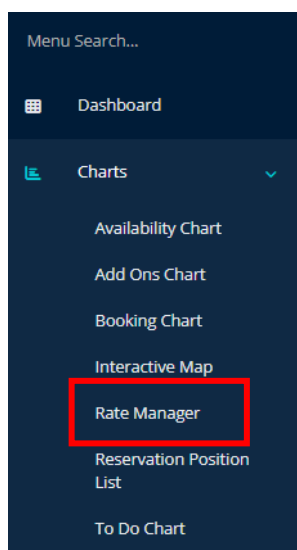 Menu Search...
Dashboard
Charts
Availability Chart
Add Ons Chart
Booking Chart
Interactive Map
Rate Manager
Reservation Position
List
To Do Chart